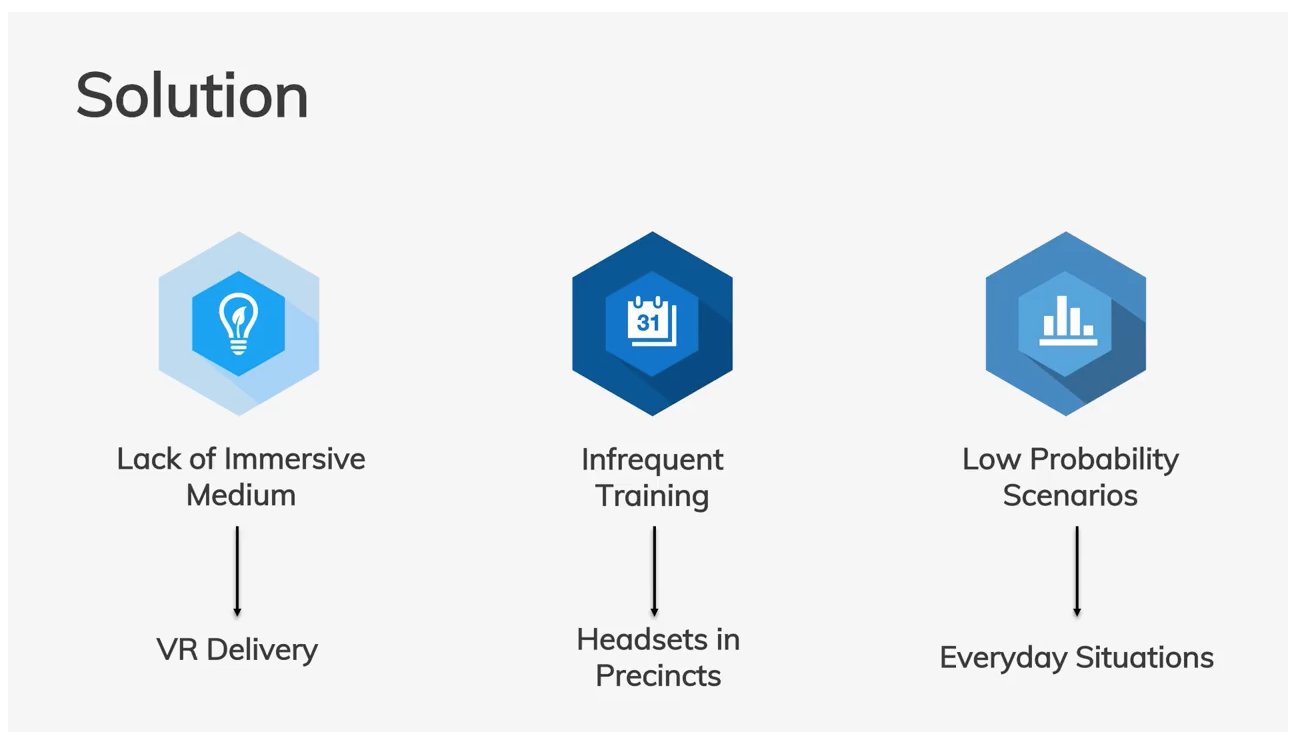 Solution
31
Lack of Immersive
Medium
Infrequent
Training
Low Probability
Scenarios
VR Delivery
Headsets in
Precincts
Everyday Situations